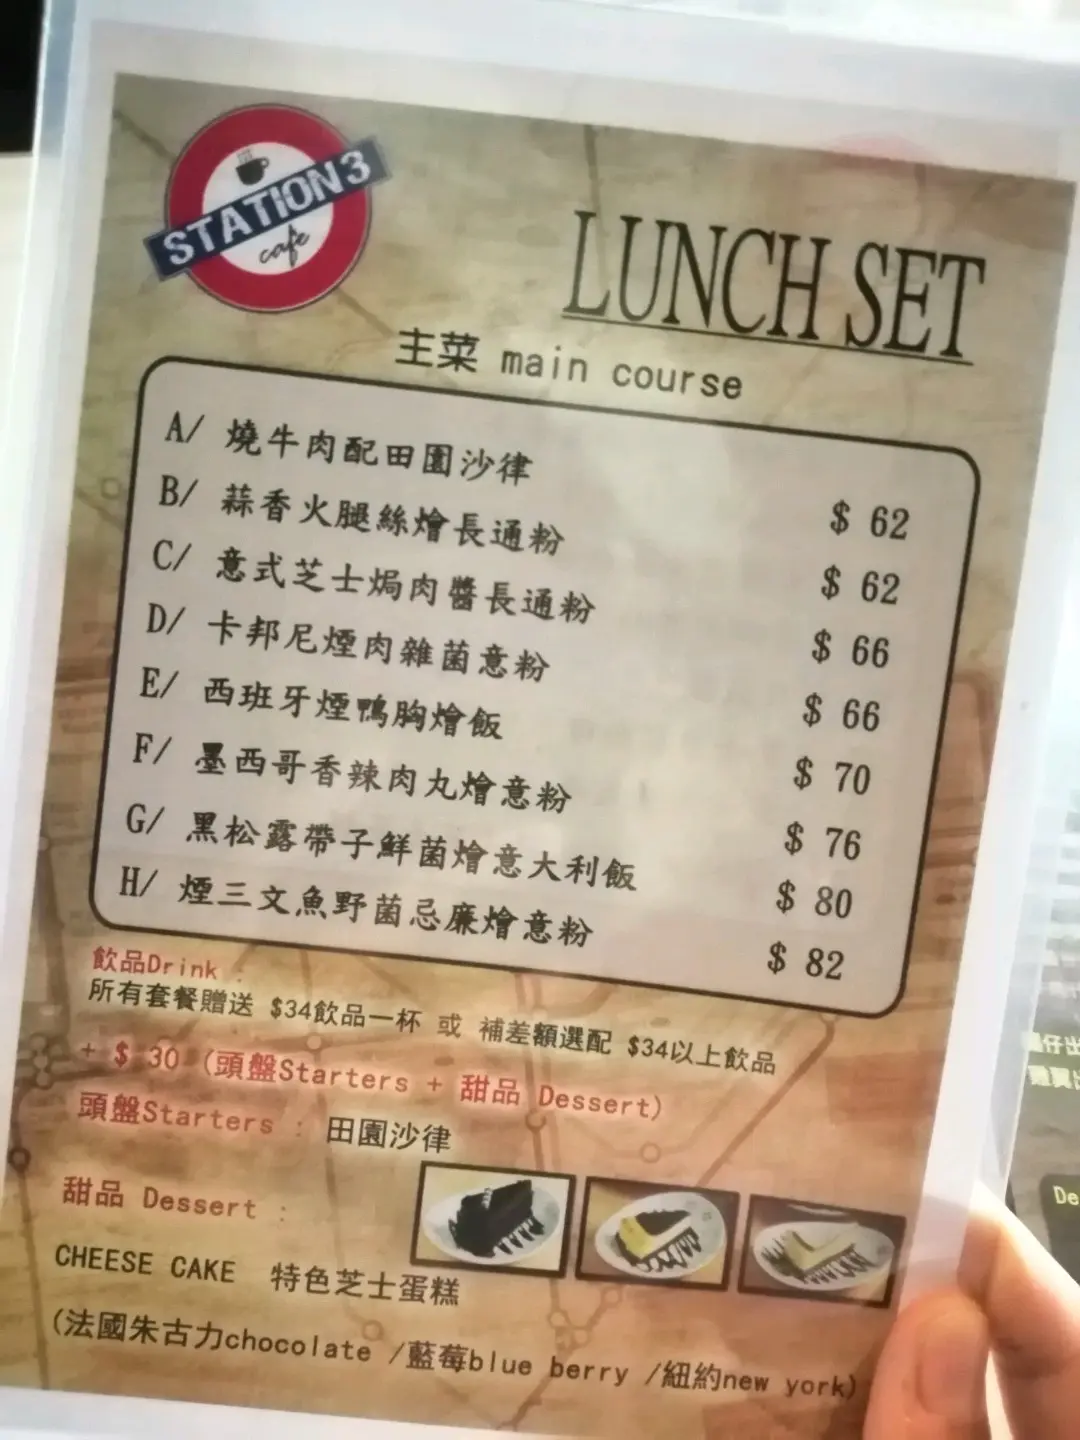 STATION3
cafe
LUNCH SET
主菜 main course
A/ 燒牛肉配田園沙律 $ 62
B/ 蒜香火腿絲燴長通粉 $ 62
C/ 意式芝士焗肉醬長通粉 $ 66
D/ 卡邦尼煙肉雜菌意粉 $ 66
E/ 西班牙煙鴨胸燴飯 $ 70
F/ 墨西哥香辣肉丸燴意粉 $ 76
G/ 黑松露帶子鮮菌燴意大利飯 $ 80
H/ 煙三文魚野菌忌廉燴意粉 $ 82
飲品Drink :
所有套餐贈送 $34飲品一杯 或 補差額選配 $34以上飲品
+ $ 30 (頭盤Starters + 甜品 Dessert)
頭盤Starters : 田園沙律
甜品 Dessert :
CHEESE CAKE 特色芝士蛋糕
(法國朱古力chocolate /藍莓blue berry /紐約new york)
仔出
De